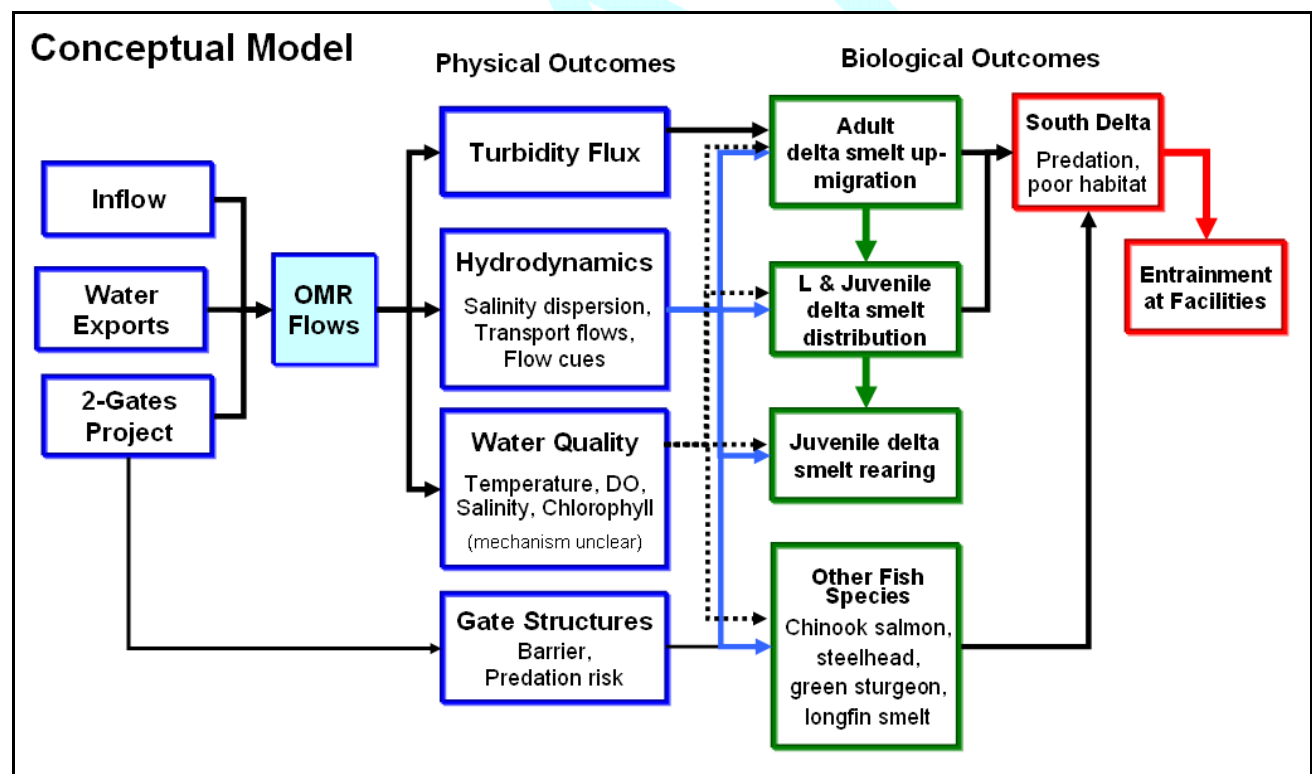 Conceptual Model
Physical Outcomes
Biological Outcomes
Inflow
Water
Exports
2-Gates
Project
OMR
Flows
Turbidity Flux
Hydrodynamics
Salinity dispersion,
Transport flows,
Flow cues
Water Quality
Temperature, DO,
Salinity, Chlorophyll
(mechanism unclear)
Gate Structures
Barrier,
Predation risk
Adult
delta smelt up-
migration
L & Juvenile
delta smelt
distribution
Juvenile delta
smelt rearing
Other Fish
Species
Chinook salmon,
steelhead,
green sturgeon,
longfin smelt
South Delta
Predation,
poor habitat
Entrainment
at Facilities